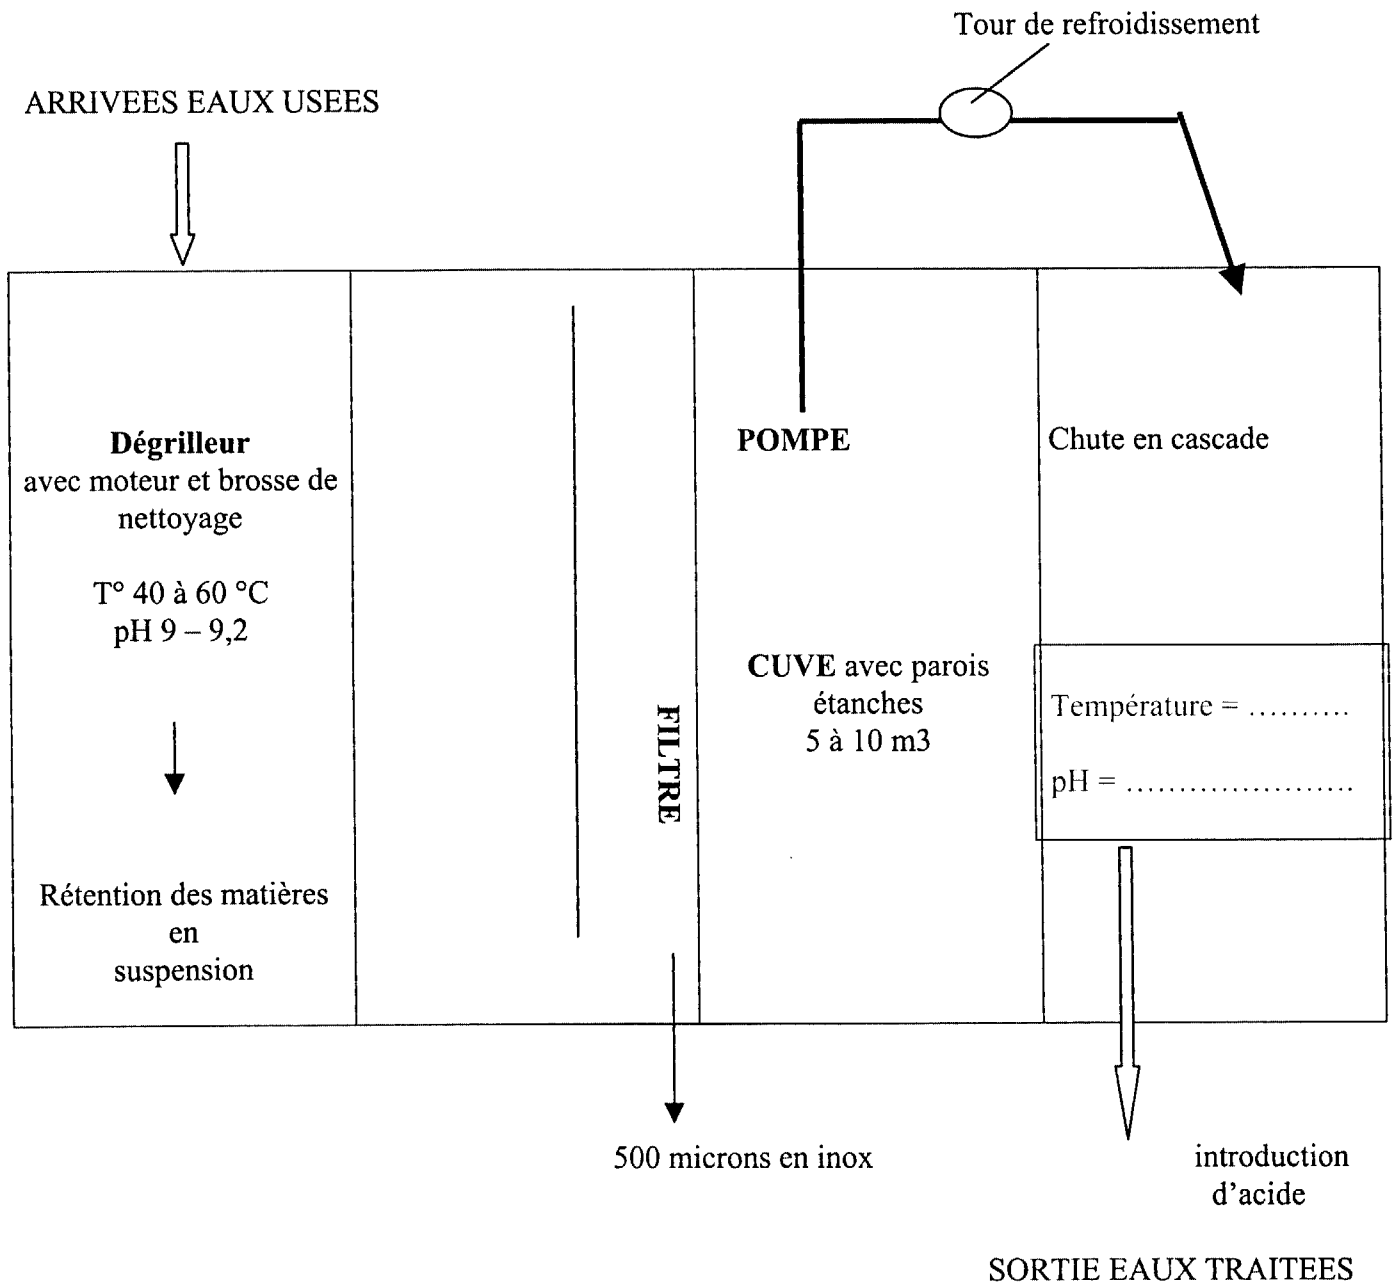 Tour de refroidissement
ARRIVEES EAUX USEES
Dégrilleur
avec moteur et brosse de
nettoyage
T° 40 à 60 °C
pH 9 – 9,2
Rétention des matières
en
suspension
FILTRE
500 microns en inox
POMPE
CUVE avec parois
étanches
5 à 10 m3
Chute en cascade
Température = ..........
pH = ......................
introduction
d'acide
SORTIE EAUX TRAITEES